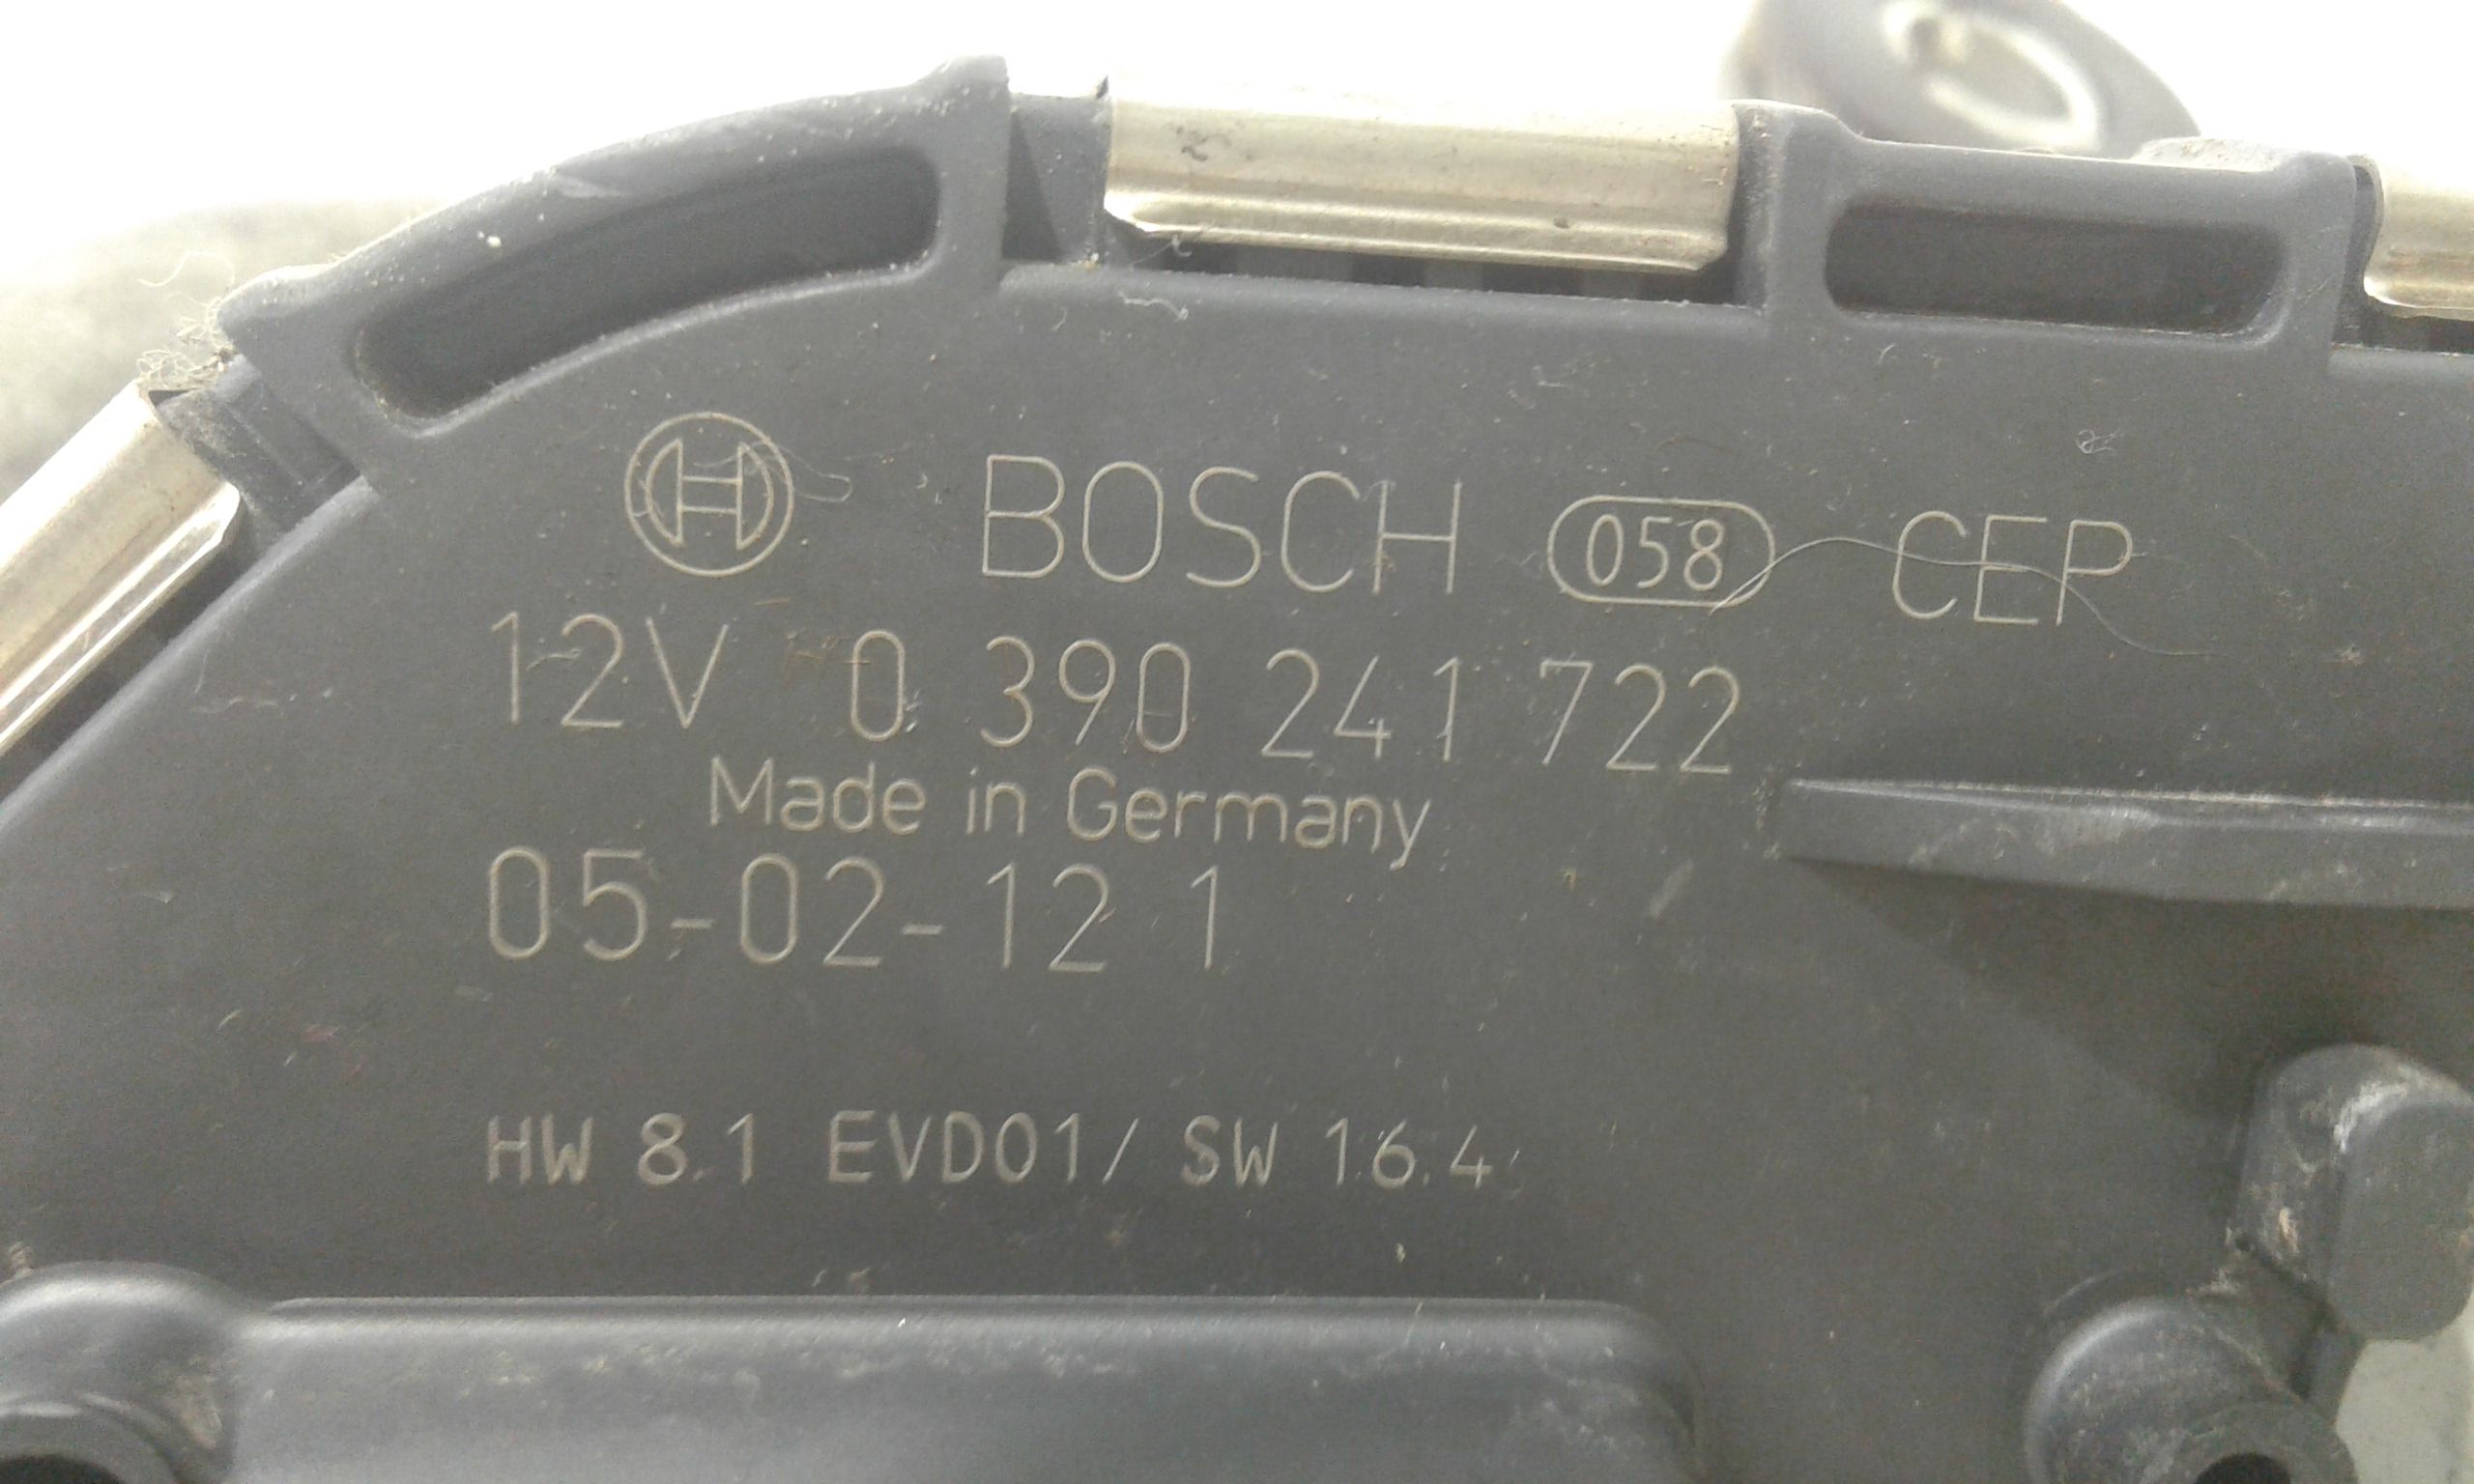 BOSCH 058 CEP
12V 0 390 241 722
Made in Germany
05-02-12 1
HW 8.1 EVD01/ SW 16.4